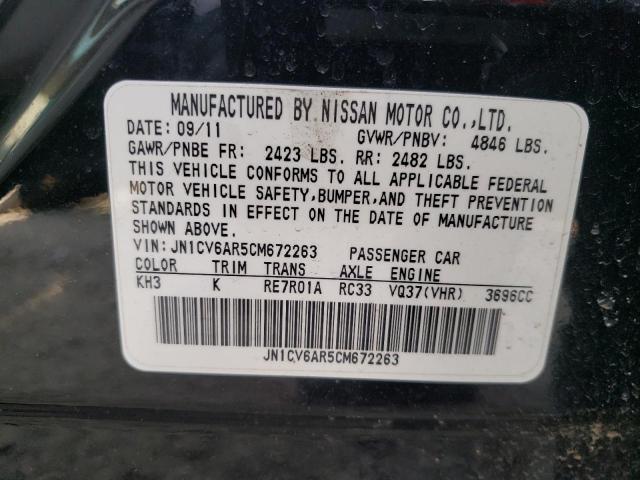 MANUFACTURED BY NISSAN MOTOR CO.,LTD.
DATE: 09/11 GVWR/PNBV: 4846 LBS.
GAWR/PNBE FR: 2423 LBS. RR: 2482 LBS.
THIS VEHICLE CONFORMS TO ALL APPLICABLE FEDERAL
MOTOR VEHICLE SAFETY,BUMPER,AND THEFT PREVENTION
STANDARDS IN EFFECT ON THE DATE OF MANUFACTURE
SHOWN ABOVE.
VIN:JN1CV6AR5CM672263 PASSENGER CAR
COLOR TRIM TRANS AXLE ENGINE
KH3 K RE7R01A RC33 VQ37(VHR) 3696CC
JN1CV6AR5CM672263